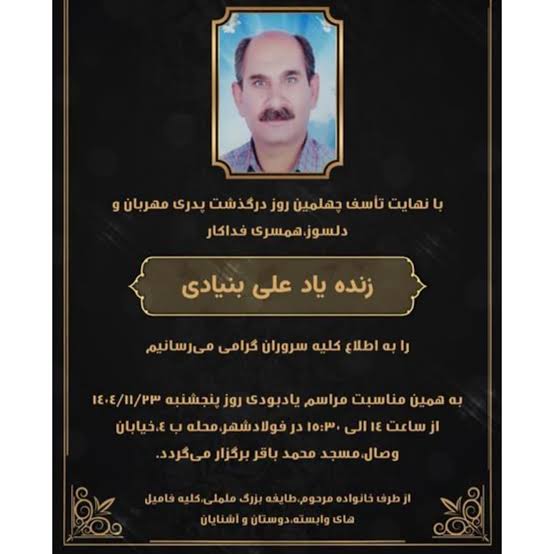 با نهایت تأسف چهلمین روز درگذشت پدری مهربان و
دلسوز،همسری فداکار
زنده یاد علی بنیادی
را به اطلاع کلیه سروران گرامی می‌رسانیم
به همین مناسبت مراسم یادبودی روز پنجشنبه ۱۴۰۴/۱۱/۲۳
از ساعت ۱۴ الی ۱۵:۳۰ در فولادشهر،محله ب ۴،خیابان
وصال،مسجد محمد باقر برگزار می‌گردد.
از طرف خانواده مرحوم،طایفه بزرگ ململی،کلیه فامیل
های وابسته،دوستان و آشنایان